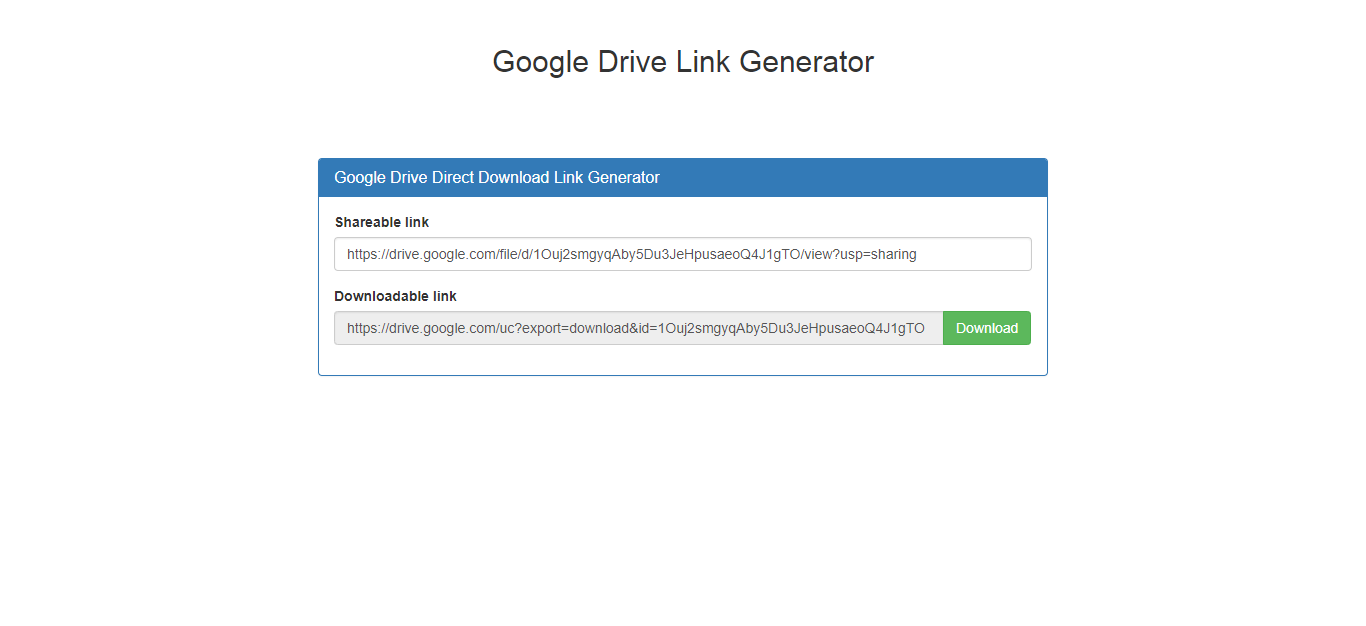 Google Drive Link Generator
Google Drive Direct Download Link Generator
Shareable link
https://drive.google.com/file/d/1Ouj2smgyqAby5Du3JeHpusaeoQ4J1gTO/view?usp=sharing
Downloadable link
https://drive.google.com/uc?export=download&id=1Ouj2smgyqAby5Du3JeHpusaeoQ4J1gTO Download